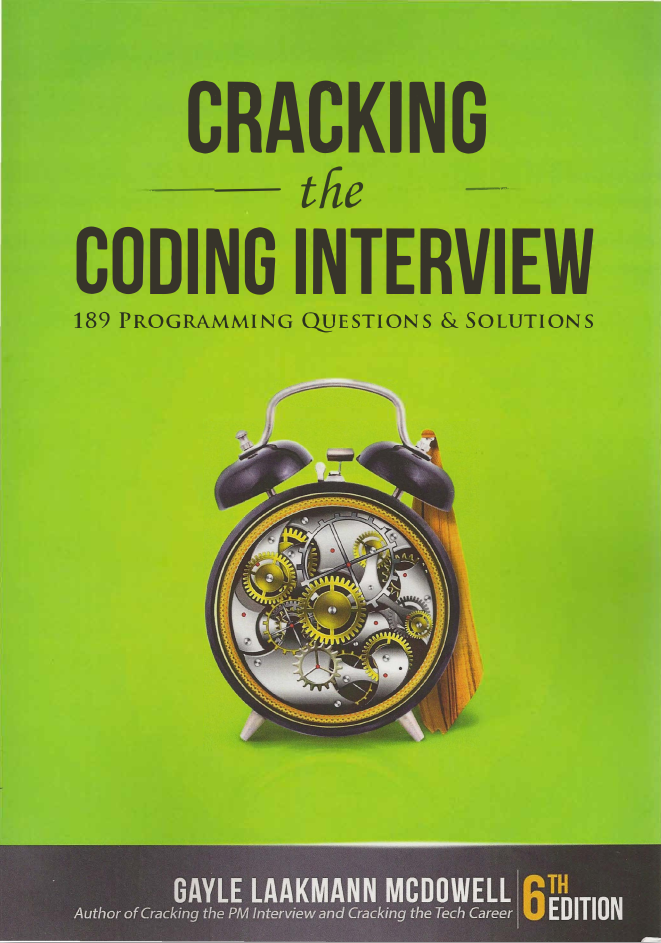 CRACKING
the
CODING INTERVIEW
189 PROGRAMMING QUESTIONS & SOLUTIONS
GAYLE LAAKMANN MCDOWELL
Author of Cracking the PM Interview and Cracking the Tech Career
6TH
EDITION